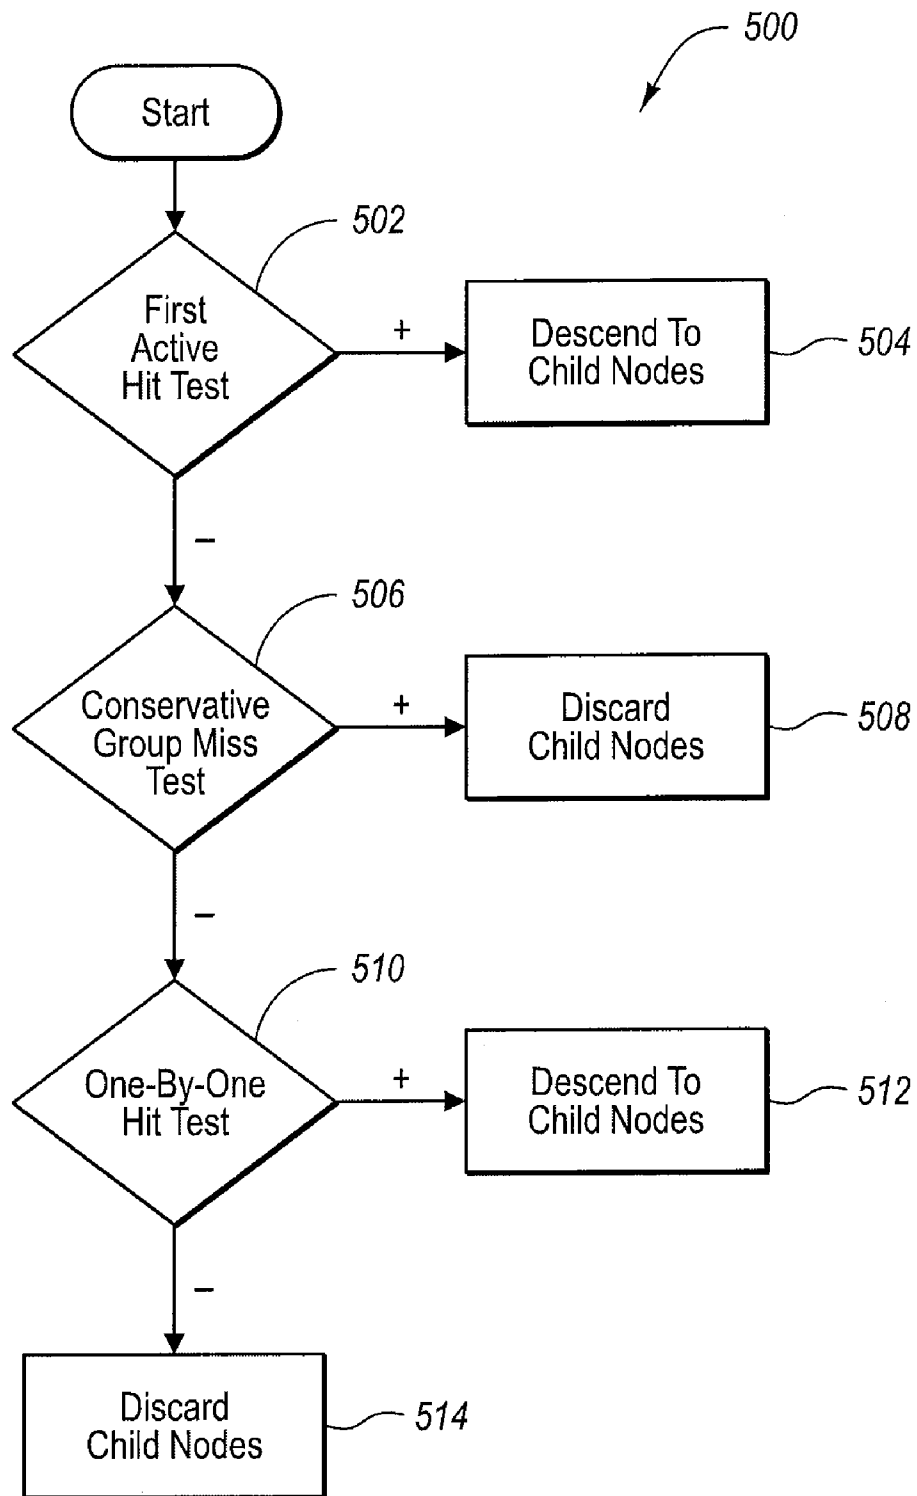 500
Start
502
First
Active
Hit Test
+
Descend To
Child Nodes
504
–
506
Conservative
Group Miss
Test
+
Discard
Child Nodes
508
–
510
One-By-One
Hit Test
+
Descend To
Child Nodes
512
–
Discard
Child Nodes
514